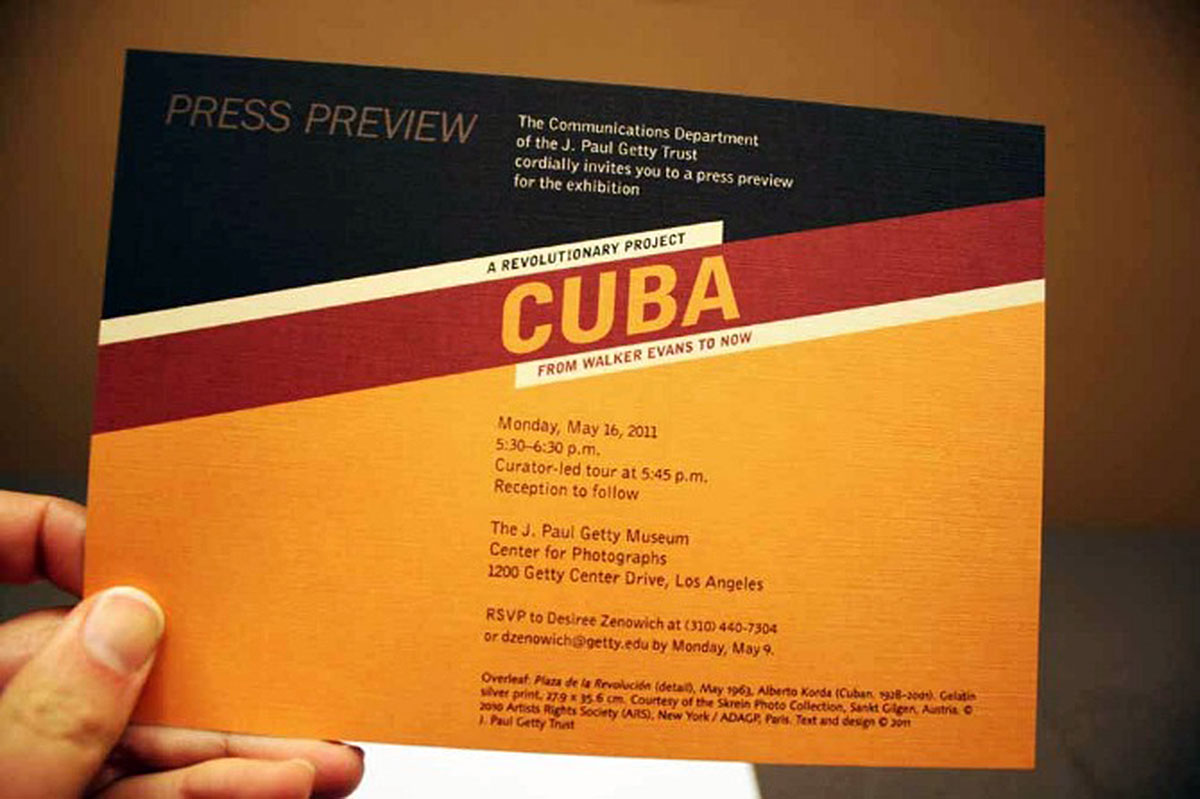 PRESS PREVIEW
The Communications Department
of the J. Paul Getty Trust
cordially invites you to a press preview
for the exhibition
A REVOLUTIONARY PROJECT
CUBA
FROM WALKER EVANS TO NOW
Monday, May 16, 2011
5:30–6:30 p.m.
Curator-led tour at 5:45 p.m.
Reception to follow
The J. Paul Getty Museum
Center for Photographs
1200 Getty Center Drive, Los Angeles
RSVP to Desiree Zenowich at (310) 440-7304
or dzenowich@getty.edu by Monday, May 9.
Overleaf: Plaza de la Revolución (detail), May 1963, Alberto Korda (Cuban, 1928–2001). Gelatin
silver print, 27.9 x 35.6 cm. Courtesy of the Skrein Photo Collection, Sankt Gilgen, Austria. ©
2010 Artists Rights Society (ARS), New York / ADAGP, Paris. Text and design © 2011
J. Paul Getty Trust